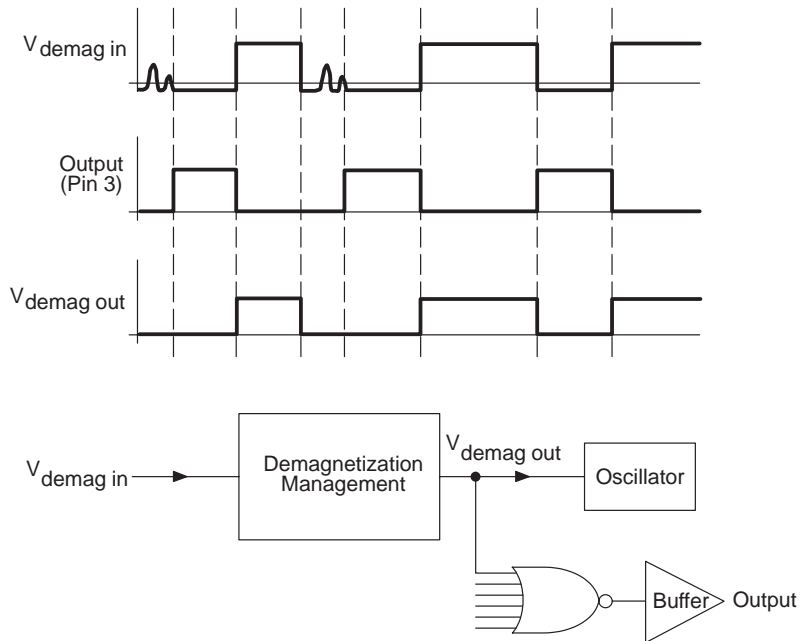 V demag in
Output
(Pin 3)
V demag out
V demag in
Demagnetization
Management
V demag out
Oscillator
Buffer
Output